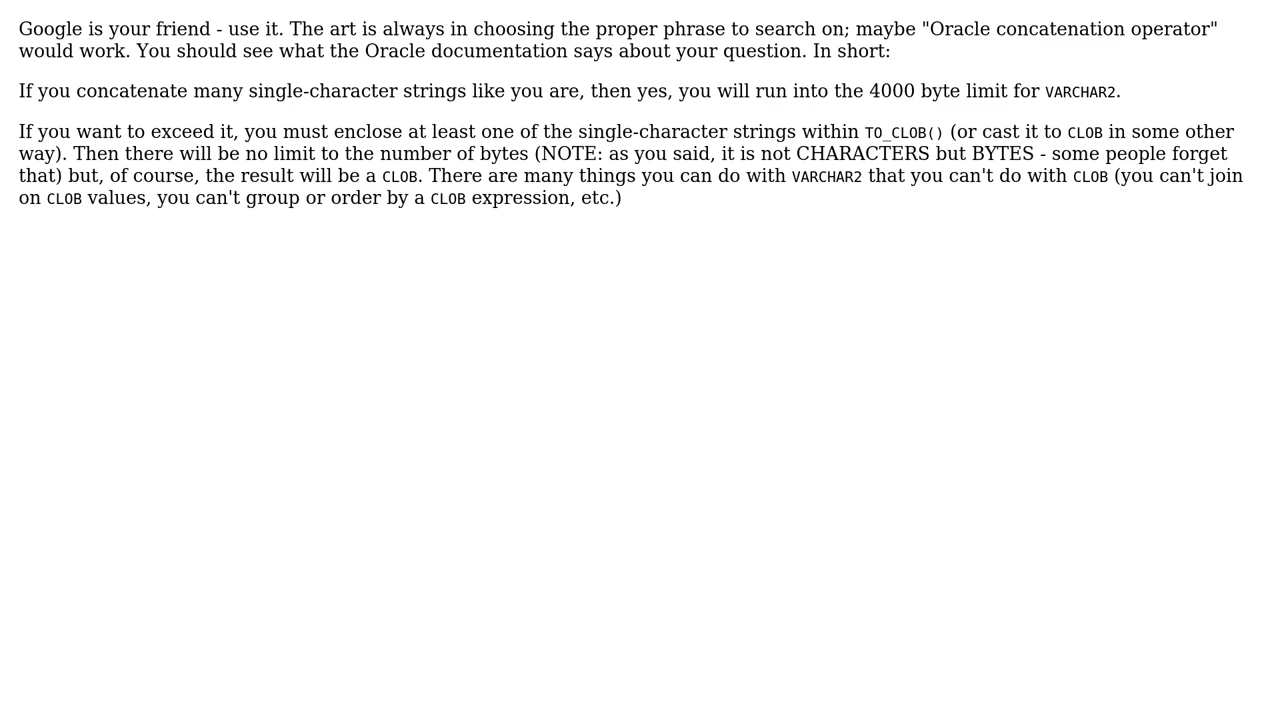 Google is your friend - use it. The art is always in choosing the proper phrase to search on; maybe "Oracle concatenation operator"
would work. You should see what the Oracle documentation says about your question. In short:
If you concatenate many single-character strings like you are, then yes, you will run into the 4000 byte limit for VARCHAR2.
If you want to exceed it, you must enclose at least one of the single-character strings within TO_CLOB() (or cast it to CLOB in some other
way). Then there will be no limit to the number of bytes (NOTE: as you said, it is not CHARACTERS but BYTES - some people forget
that) but, of course, the result will be a CLOB. There are many things you can do with VARCHAR2 that you can't do with CLOB (you can't join
on CLOB values, you can't group or order by a CLOB expression, etc.)